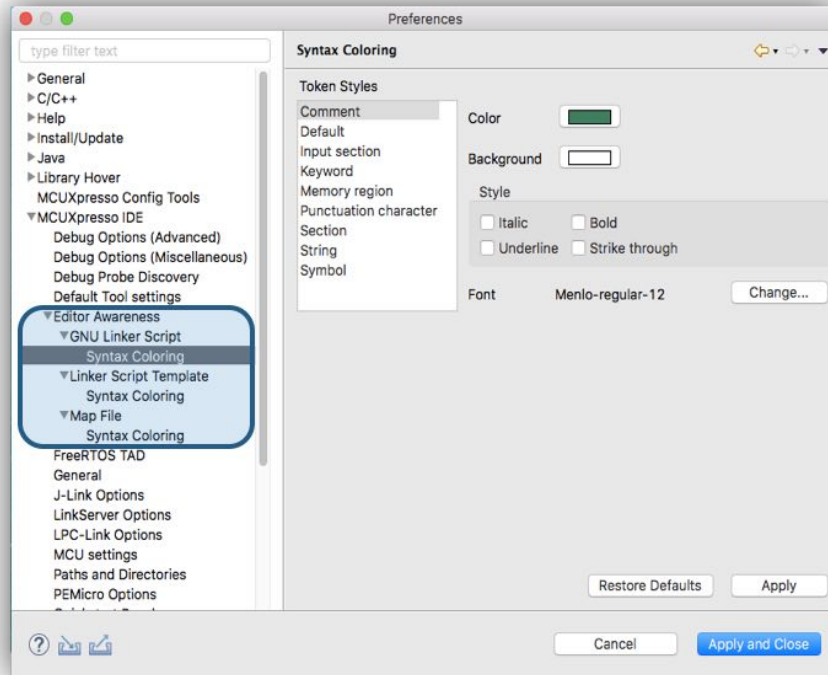 Preferences
type filter text
General
C/C++
Help
Install/Update
Java
Library Hover
MCUXpresso Config Tools
MCUXpresso IDE
Debug Options (Advanced)
Debug Options (Miscellaneous)
Debug Probe Discovery
Default Tool settings
Editor Awareness
GNU Linker Script
Syntax Coloring
Linker Script Template
Syntax Coloring
Map File
Syntax Coloring
FreeRTOS TAD
General
J-Link Options
LinkServer Options
LPC-Link Options
MCU settings
Paths and Directories
PEMicro Options
Syntax Coloring
Token Styles
Comment
Default
Input section
Keyword
Memory region
Punctuation character
Section
String
Symbol
Color
Background
Style
Italic Bold
Underline Strike through
Font Menlo-regular-12 Change...
Restore Defaults Apply
? Cancel Apply and Close